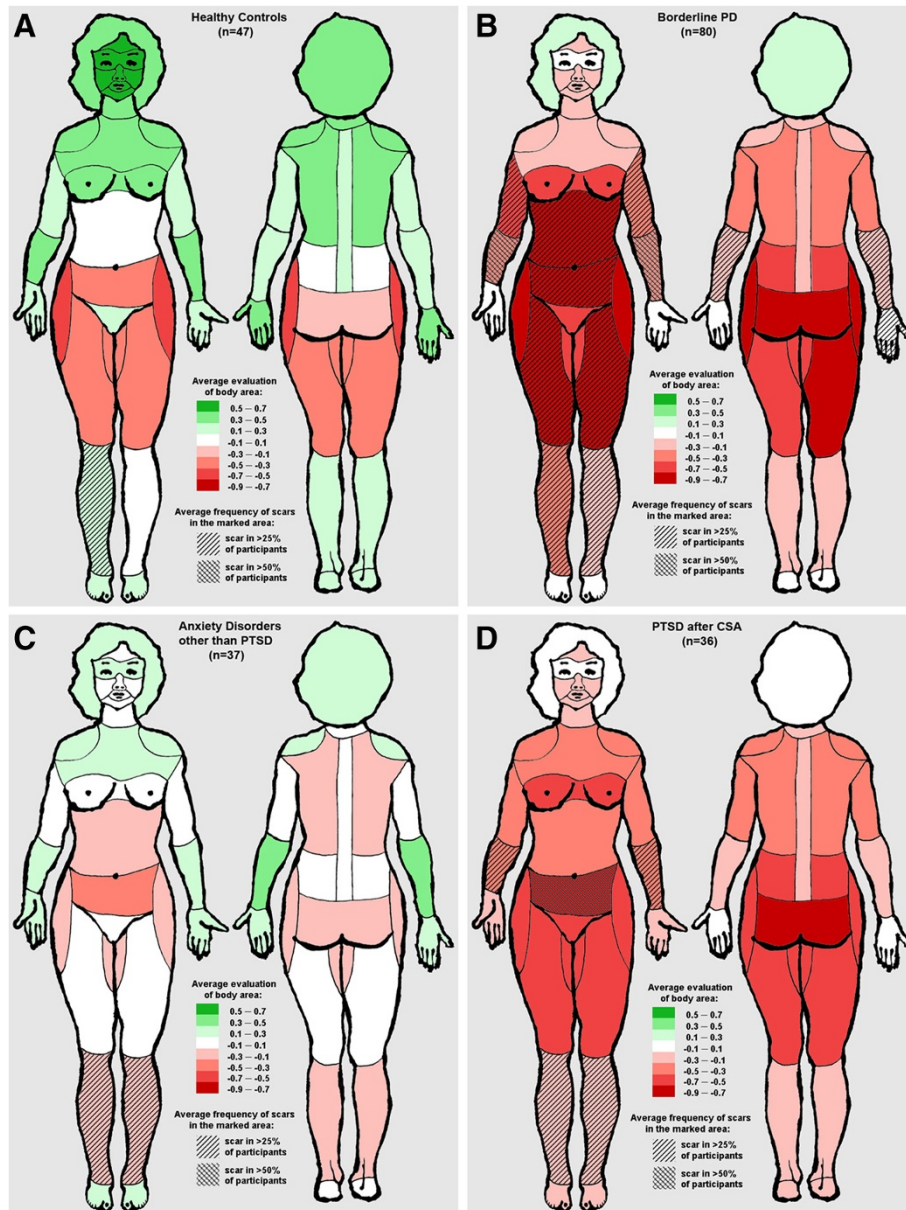 A
Healthy Controls
(n=47)
Average evaluation
of body area:
0.5 – 0.7
0.3 – 0.5
0.1 – 0.3
-0.1 – 0.1
-0.3 – -0.1
-0.5 – -0.3
-0.7 – -0.5
-0.9 – -0.7
Average frequency of scars
in the marked area:
scar in >25%
of participants
scar in >50%
of participants
B
Borderline PD
(n=80)
Average evaluation
of body area:
0.5 – 0.7
0.3 – 0.5
0.1 – 0.3
-0.1 – 0.1
-0.3 – -0.1
-0.5 – -0.3
-0.7 – -0.5
-0.9 – -0.7
Average frequency of scars
in the marked area:
scar in >25%
of participants
scar in >50%
of participants
C
Anxiety Disorders
other than PTSD
(n=37)
Average evaluation
of body area:
0.5 – 0.7
0.3 – 0.5
0.1 – 0.3
-0.1 – 0.1
-0.3 – -0.1
-0.5 – -0.3
-0.7 – -0.5
-0.9 – -0.7
Average frequency of scars
in the marked area:
scar in >25%
of participants
scar in >50%
of participants
D
PTSD after CSA
(n=36)
Average evaluation
of body area:
0.5 – 0.7
0.3 – 0.5
0.1 – 0.3
-0.1 – 0.1
-0.3 – -0.1
-0.5 – -0.3
-0.7 – -0.5
-0.9 – -0.7
Average frequency of scars
in the marked area:
scar in >25%
of participants
scar in >50%
of participants